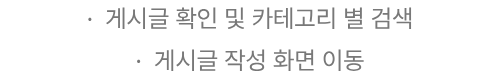 · 게시글 확인 및 카테고리 별 검색
· 게시글 작성 화면 이동